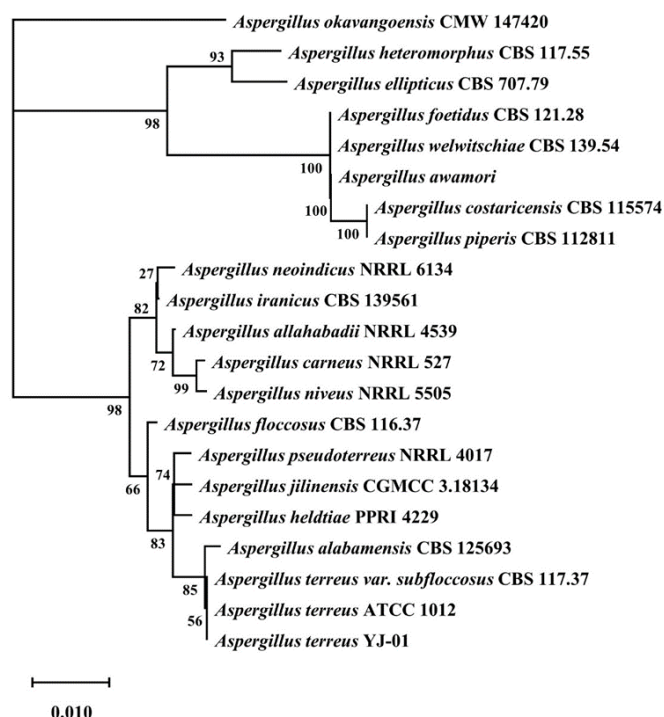 Aspergillus okavangoensis CMW 147420
Aspergillus heteromorphus CBS 117.55
93
Aspergillus ellipticus CBS 707.79
98
Aspergillus foetidus CBS 121.28
Aspergillus welwitschiae CBS 139.54
100
Aspergillus awamori
100
Aspergillus costaricensis CBS 115574
100
Aspergillus piperis CBS 112811
Aspergillus neoindicus NRRL 6134
27
Aspergillus iranicus CBS 139561
82
Aspergillus allahabadii NRRL 4539
72
Aspergillus carneus NRRL 527
99
Aspergillus niveus NRRL 5505
98
Aspergillus floccosus CBS 116.37
Aspergillus pseudoterreus NRRL 4017
74
66
Aspergillus jilinensis CGMCC 3.18134
Aspergillus heldtiae PPRI 4229
83
Aspergillus alabamensis CBS 125693
Aspergillus terreus var. subfloccosus CBS 117.37
85
Aspergillus terreus ATCC 1012
56
Aspergillus terreus YJ-01
0.010